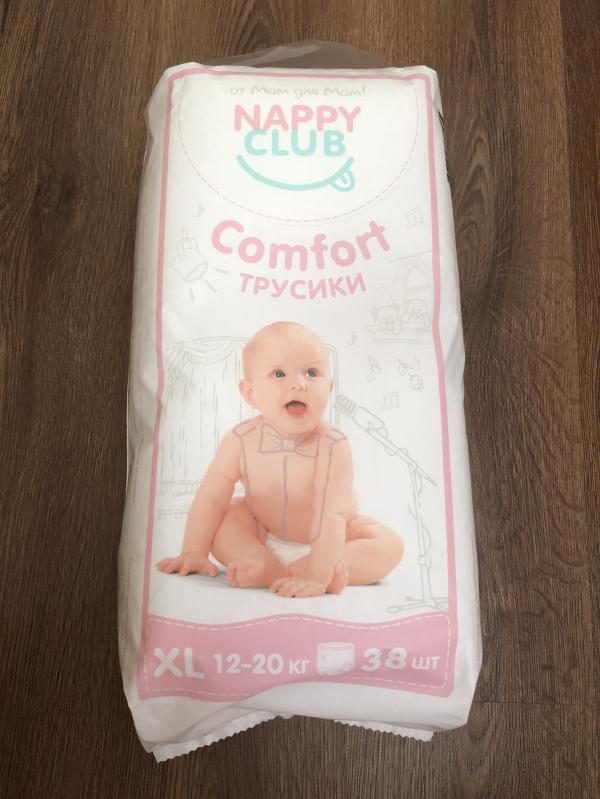 от Мам для Мам!
NAPPY
CLUB
Comfort
ТРУСИКИ
XL 12-20 кг 38 шт